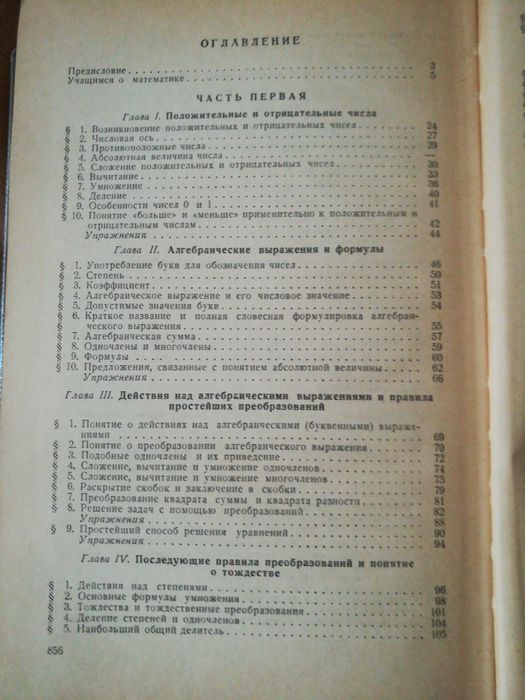 ОГЛАВЛЕНИЕ
Предисловие . . . 3
Учащимся о математике . . . 5
ЧАСТЬ ПЕРВАЯ
Глава I. Положительные и отрицательные числа
§ 1. Возникновение положительных и отрицательных чисел . . . 24
§ 2. Числовая ось . . . 27
§ 3. Противоположные числа . . . 29
§ 4. Абсолютная величина числа . . . —
§ 5. Сложение положительных и отрицательных чисел . . . 30
§ 6. Вычитание . . . 33
§ 7. Умножение . . . 36
§ 8. Деление . . . 40
§ 9. Особенности чисел 0 и 1 . . . 41
§ 10. Понятие «больше» и «меньше» применительно к положительным и
отрицательным числам . . . 42
Упражнения . . . 44
Глава II. Алгебраические выражения и формулы
§ 1. Употребление букв для обозначения чисел . . . 46
§ 2. Степень . . . 50
§ 3. Коэффициент . . . 51
§ 4. Алгебраическое выражение и его числовое значение . . . 53
§ 5. Допустимые значения букв . . . 54
§ 6. Краткое название и полная словесная формулировка алгебраи-
ческого выражения . . . 55
§ 7. Алгебраическая сумма . . . 57
§ 8. Одночлены и многочлены . . . 59
§ 9. Формулы . . . 60
§ 10. Предложения, связанные с понятием абсолютной величины . . . 62
Упражнения . . . 66
Глава III. Действия над алгебраическими выражениями и правила
простейших преобразований
§ 1. Понятие о действиях над алгебраическими (буквенными) выраже-
ниями . . . 69
§ 2. Понятие о преобразовании алгебраического выражения . . . 70
§ 3. Подобные одночлены и их приведение . . . 72
§ 4. Сложение, вычитание и умножение одночленов . . . 74
§ 5. Сложение, вычитание и умножение многочленов . . . 75
§ 6. Раскрытие скобок и заключение в скобки . . . 79
§ 7. Преобразование квадрата суммы и квадрата разности . . . 81
§ 8. Решение задач с помощью преобразований . . . 82
Упражнения . . . 88
§ 9. Простейший способ решения уравнений . . . 90
Упражнения . . . 94
Глава IV. Последующие правила преобразований и понятие
о тождестве
§ 1. Действия над степенями . . . 96
§ 2. Основные формулы умножения . . . 98
§ 3. Тождества и тождественные преобразования . . . 101
§ 4. Деление степеней и одночленов . . . 104
§ 5. Наибольший общий делитель . . . 105
856